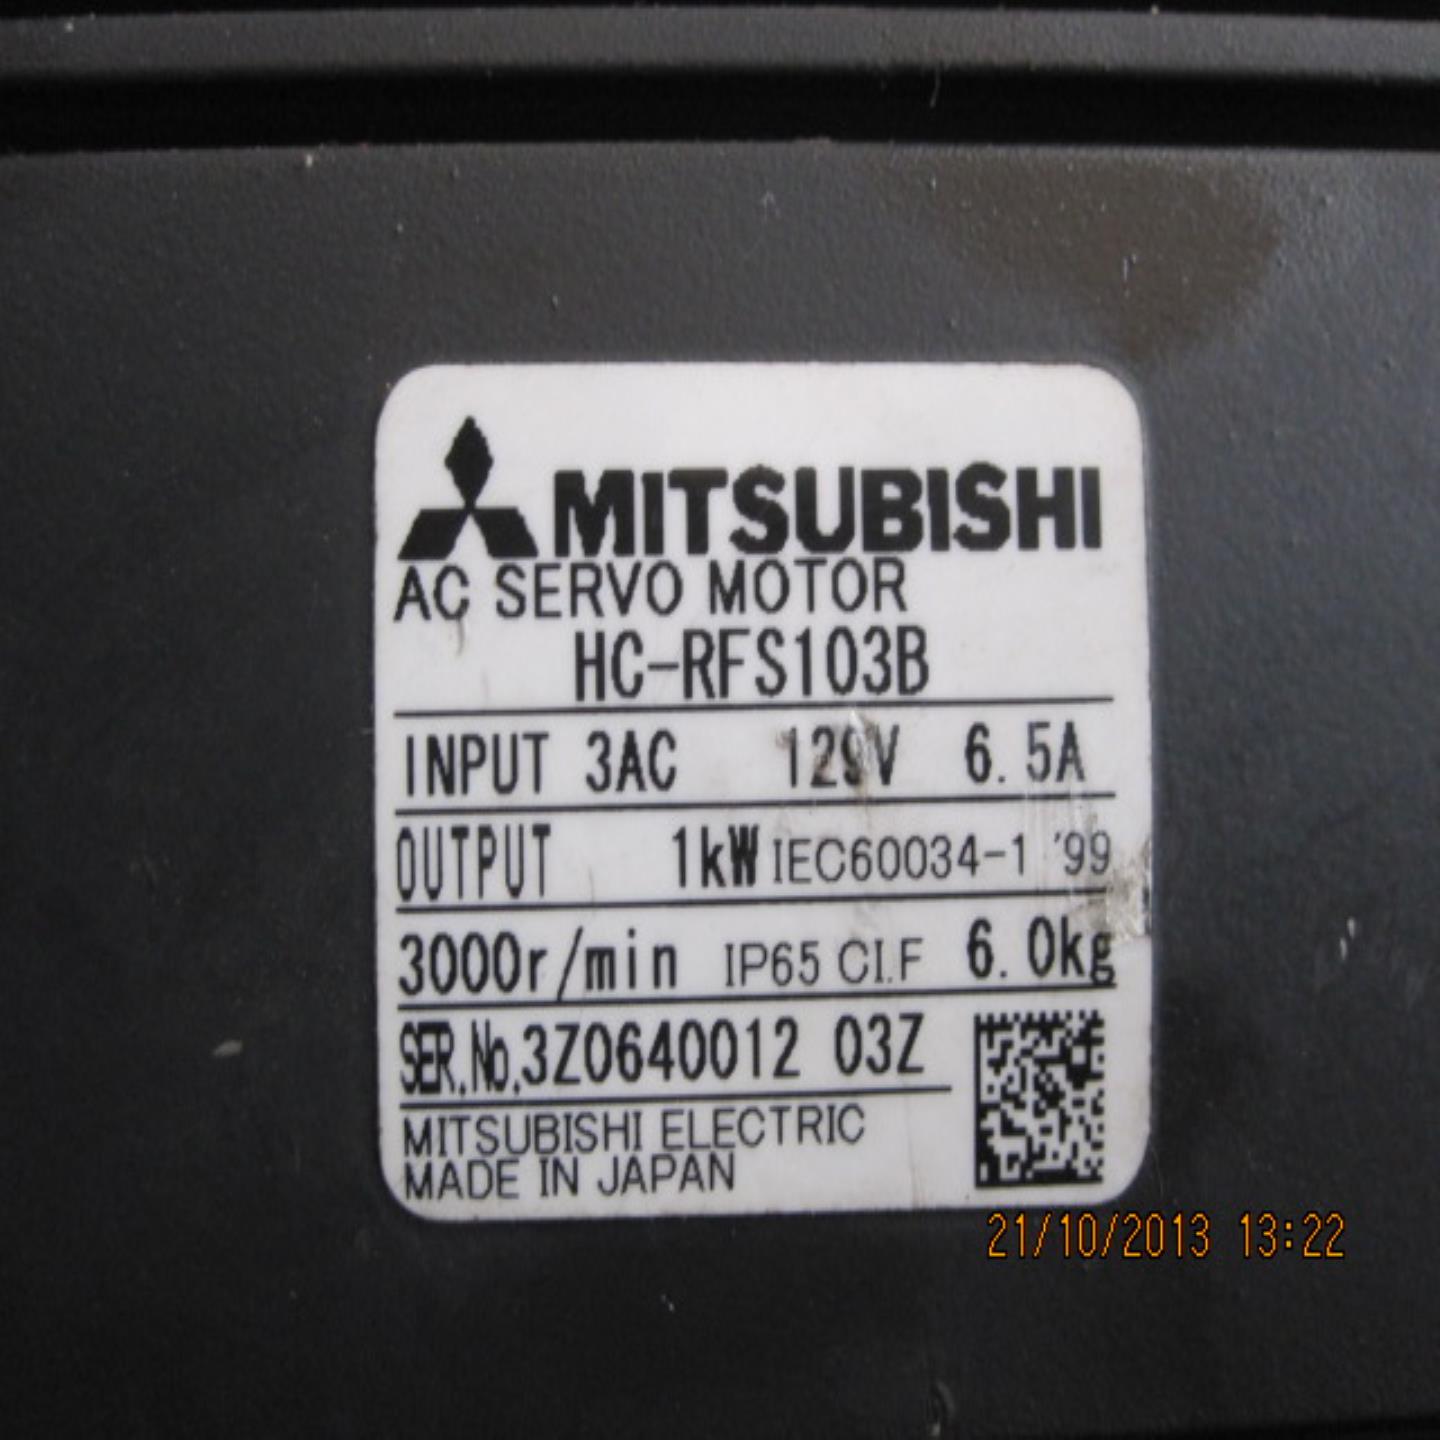 MITSUBISHI
AC SERVO MOTOR
HC-RFS103B
INPUT 3AC 129V 6.5A
OUTPUT 1kW IEC60034-1 '99
3000r/min IP65 CI.F 6.0kg
SER.No.3Z0640012 03Z
MITSUBISHI ELECTRIC
MADE IN JAPAN
21/10/2013 13:22